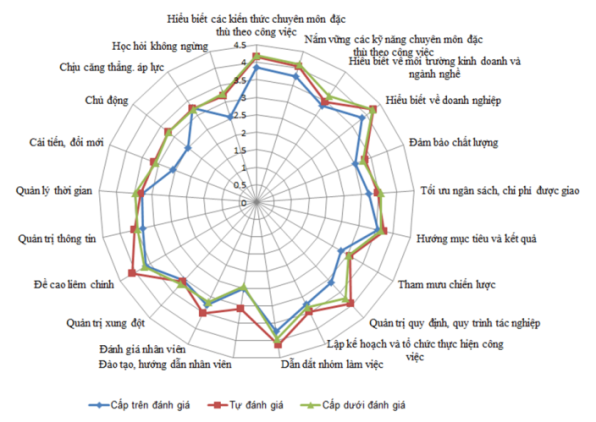 Hiểu biết các kiến thức chuyên môn đặc
thù theo công việc
Nắm vững các kỹ năng chuyên môn đặc
thù theo công việc
Hiểu biết về môi trường kinh doanh và
ngành nghề
Hiểu biết về doanh nghiệp
Đảm bảo chất lượng
Tối ưu ngân sách, chi phí được giao
Hướng mục tiêu và kết quả
Tham mưu chiến lược
Quản trị quy định, quy trình tác nghiệp
Lập kế hoạch và tổ chức thực hiện công
việc
Dẫn dắt nhóm làm việc
Đào tạo, hướng dẫn nhân viên
Đánh giá nhân viên
Quản trị xung đột
Đề cao liêm chính
Quản trị thông tin
Quản lý thời gian
Cải tiến, đổi mới
Chủ động
Chịu căng thẳng, áp lực
Học hỏi không ngừng
4.5
4
3.5
3
2.5
2
1.5
1
0.5
0
Cấp trên đánh giá
Tự đánh giá
Cấp dưới đánh giá